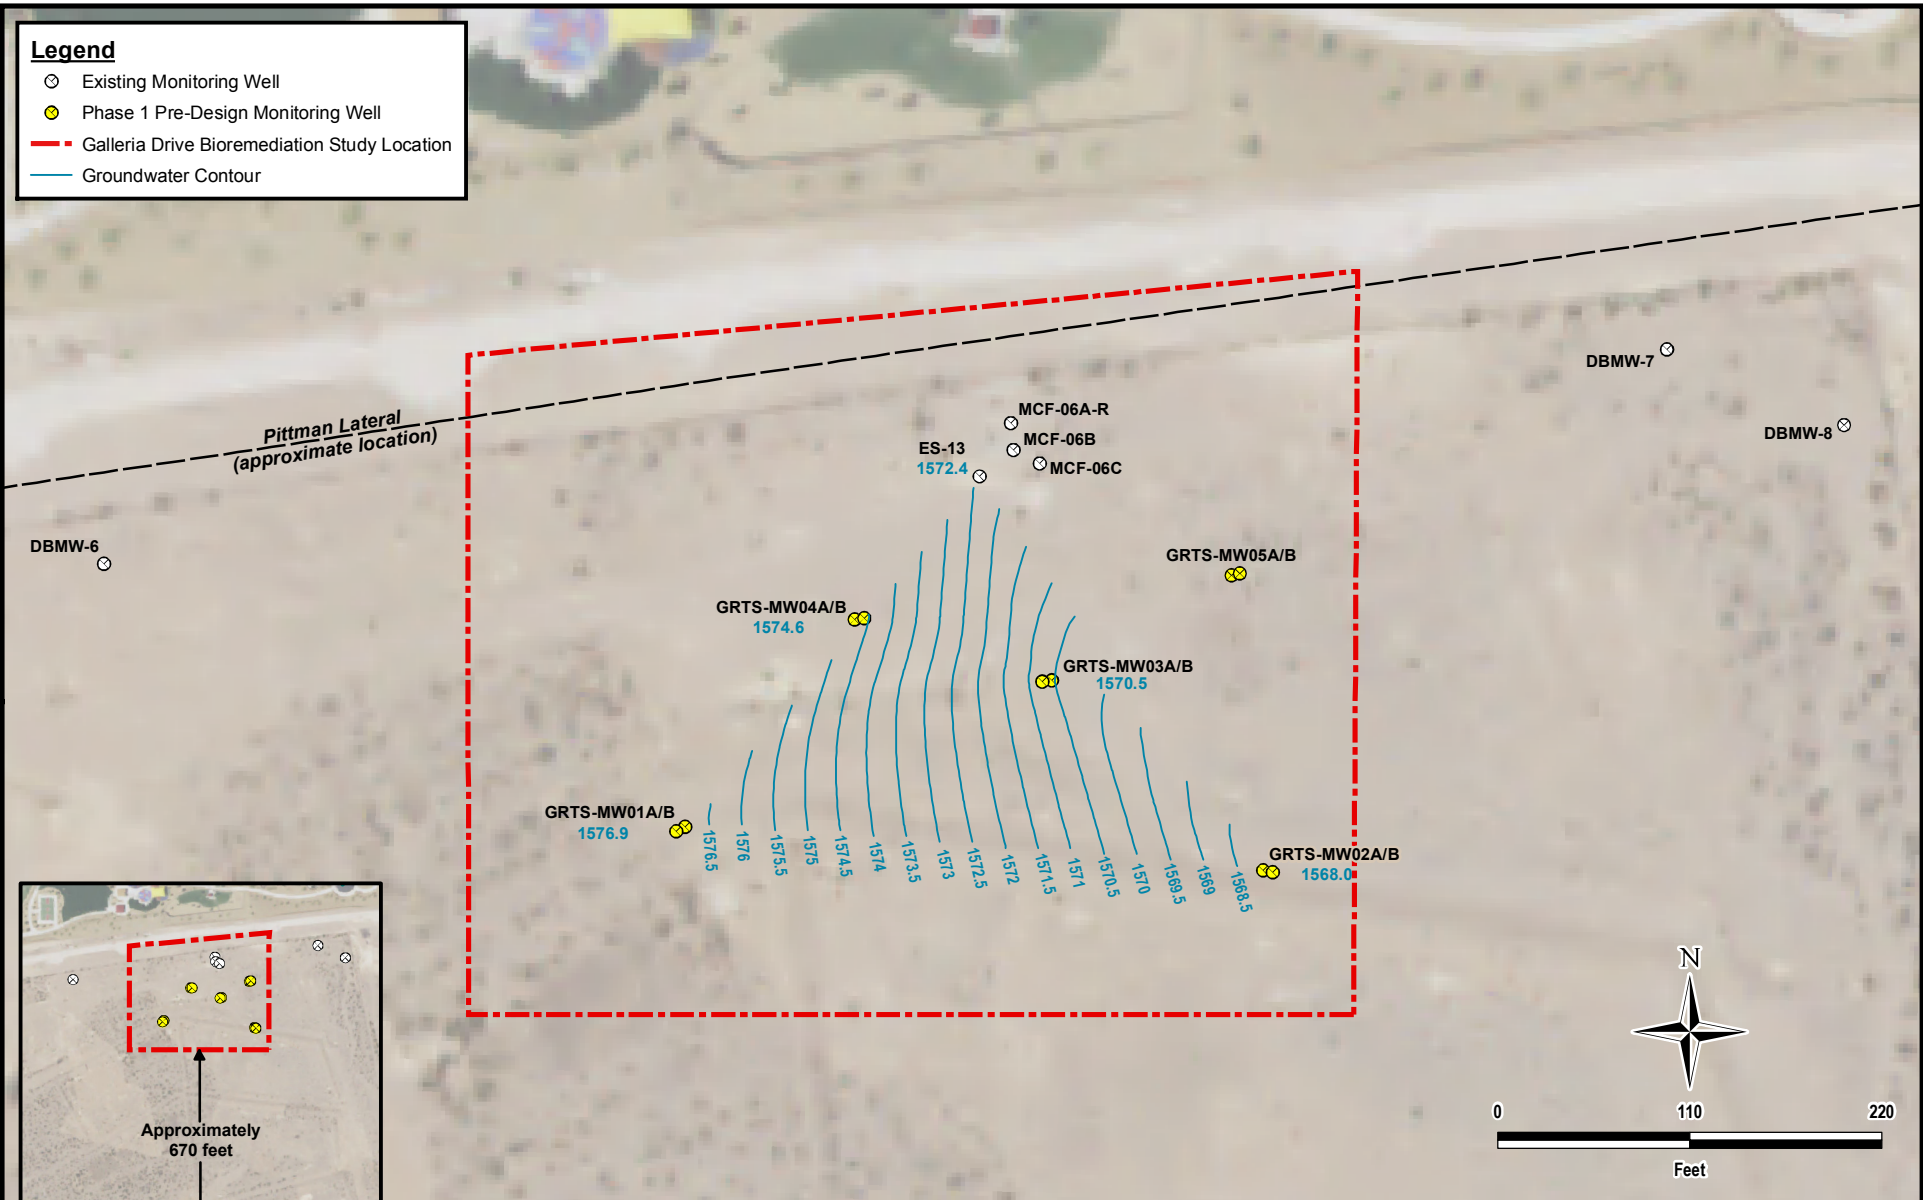 Legend
Existing Monitoring Well
Phase 1 Pre-Design Monitoring Well
Galleria Drive Bioremediation Study Location
Groundwater Contour
Pittman Lateral
(approximate location)
DBMW-6
DBMW-7
DBMW-8
MCF-06A-R
MCF-06B
MCF-06C
ES-13
1572.4
GRTS-MW05A/B
GRTS-MW04A/B
1574.6
GRTS-MW03A/B
1570.5
GRTS-MW01A/B
1576.9
GRTS-MW02A/B
1568.0
1576.5
1576
1575.5
1575
1574.5
1574
1573.5
1573
1572.5
1572
1571.5
1571
1570.5
1570
1569.5
1569
1568.5
Approximately
670 feet
N
0 110 220
Feet